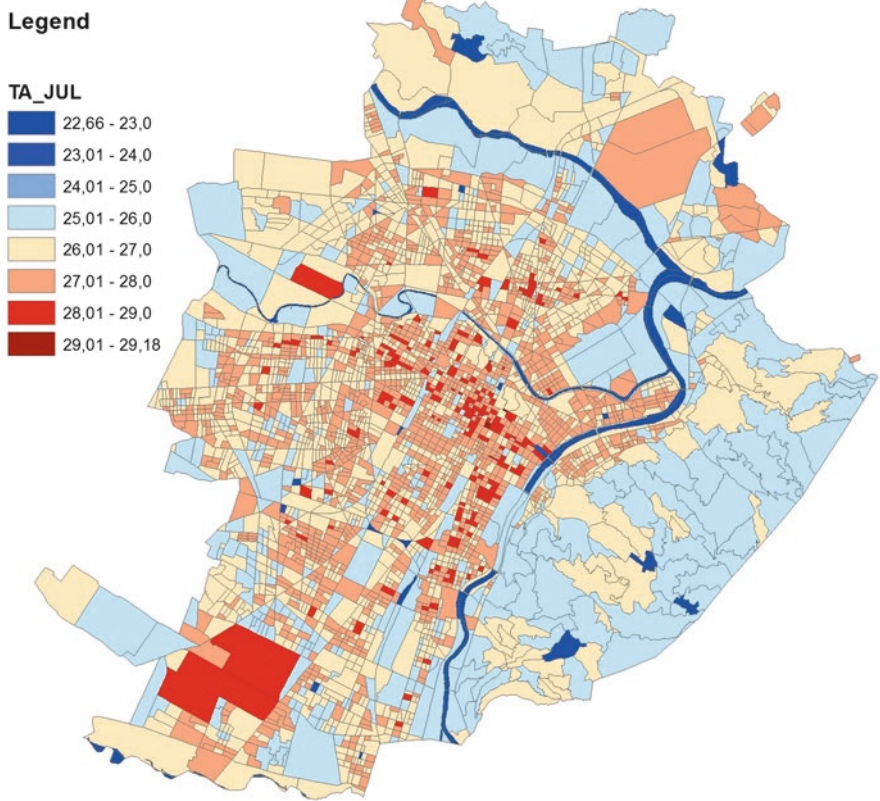 Legend
TA_JUL
22,66 - 23,0
23,01 - 24,0
24,01 - 25,0
25,01 - 26,0
26,01 - 27,0
27,01 - 28,0
28,01 - 29,0
29,01 - 29,18